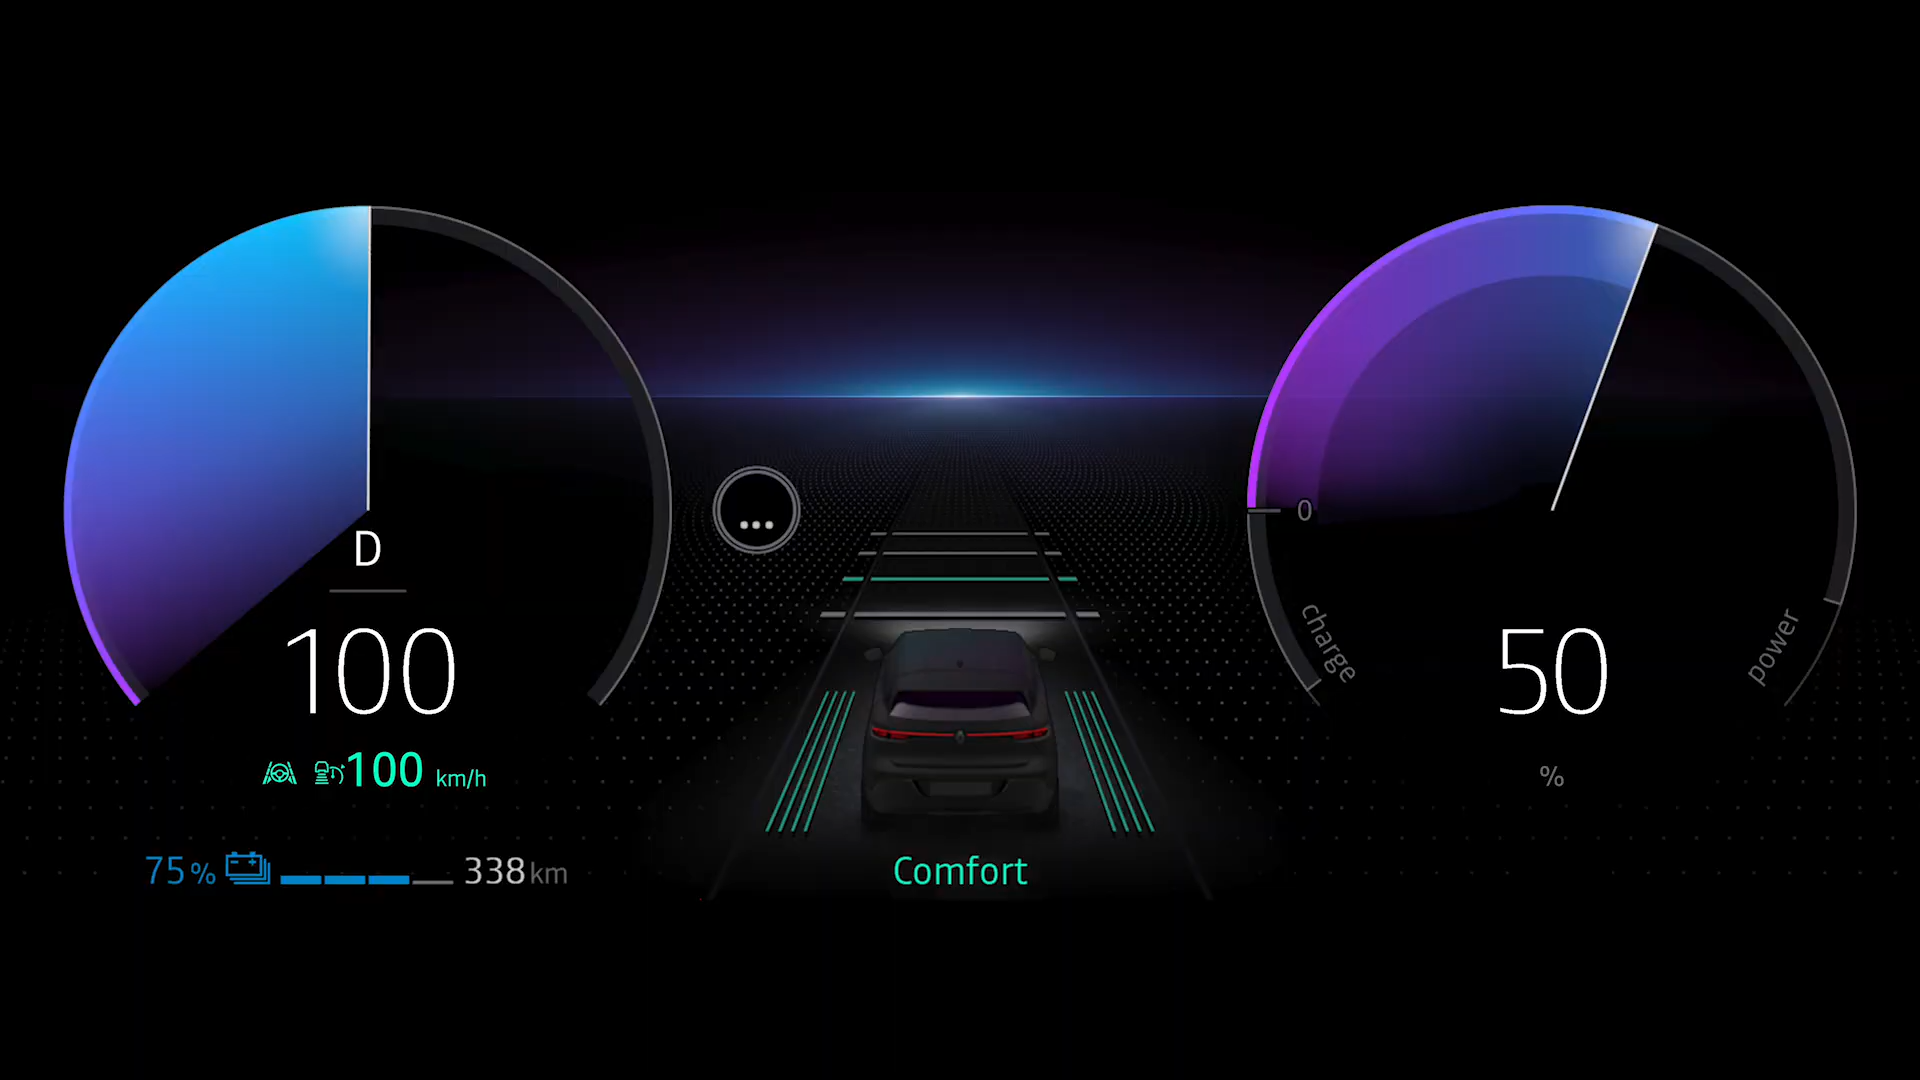 D
100
100 km/h
75 %
338 km
...
Comfort
0
charge
power
50
%